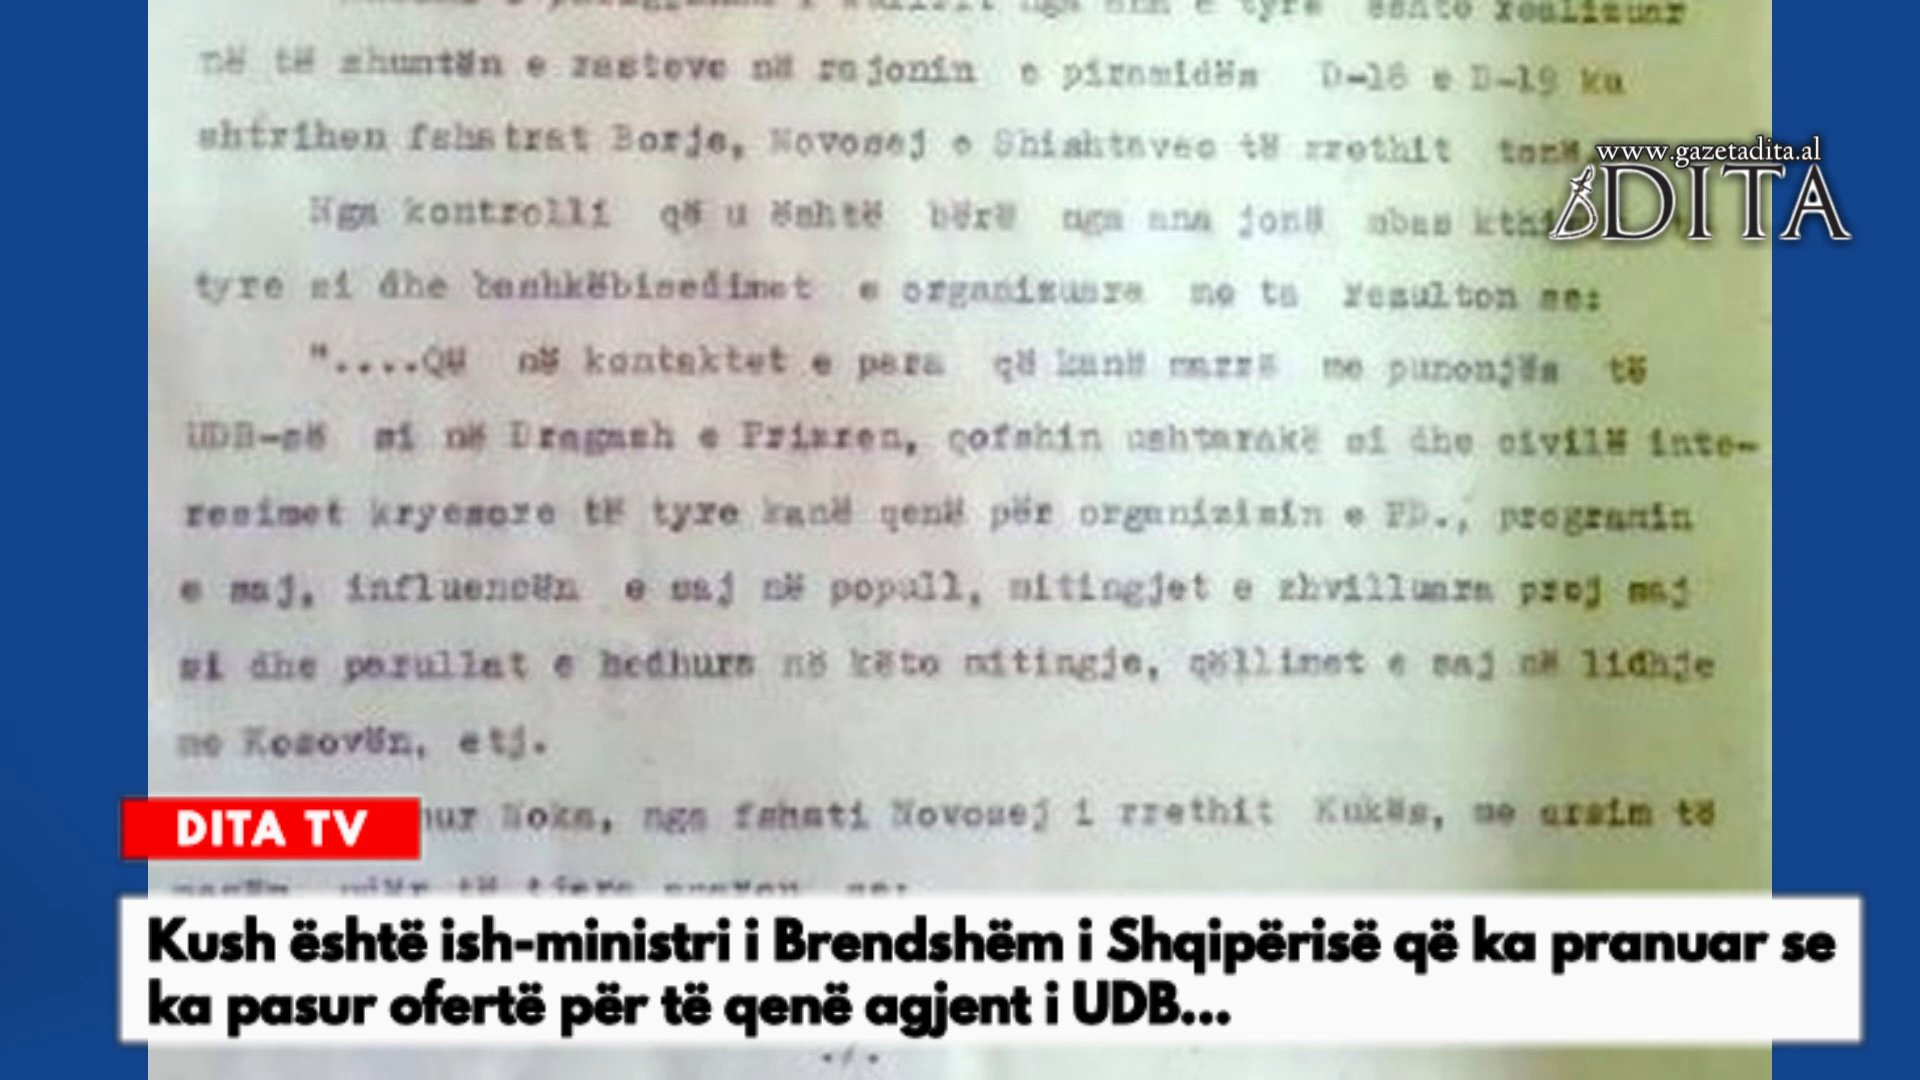 në të shuntën e rasteve në rajonin e piramidës D-18 e D-19 ku
shtrihen fshatrat Borje, Novosej e Shishtavec të rrethit tonë
www.gazetadita.al
DITA
Nga kontrolli që u është bërë nga ana jonë mbas
tyre si dhe bashkëbisedimet e organizuara me ta rezulton se:
"....Që në kontaktet e para që kanë marrë me punonjës të
UDB-së si në Dragash e Prizren, qofshin ushtarakë si dhe civilë inte-
resimet kryesore të tyre kanë qenë për organizimin e PD., programin
e saj, influencën e saj në popull, mitingjet e zhvilluara prej saj
si dhe parullat e hedhura në këto mitingje, qëllimet e saj në lidhje
me Kosovën, etj.
DITA TV
Noka, nga fshati Novosej i rrethit Kukës, me arsim të
Kush është ish-ministri i Brendshëm i Shqipërisë që ka pranuar se
ka pasur ofertë për të qenë agjent i UDB...